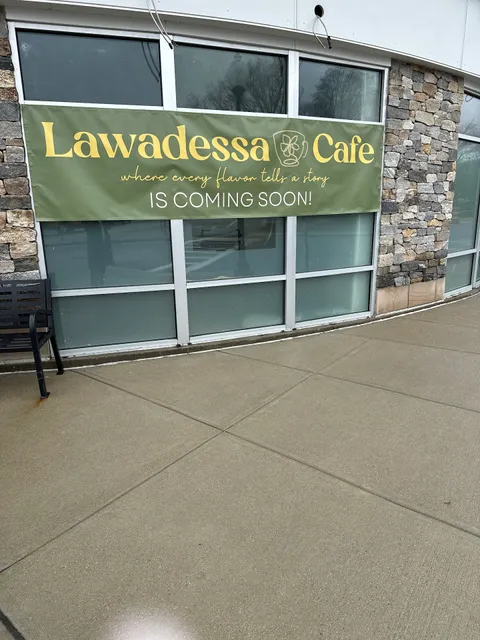 Lawadessa Cafe
where every flavor tells a story
IS COMING SOON!